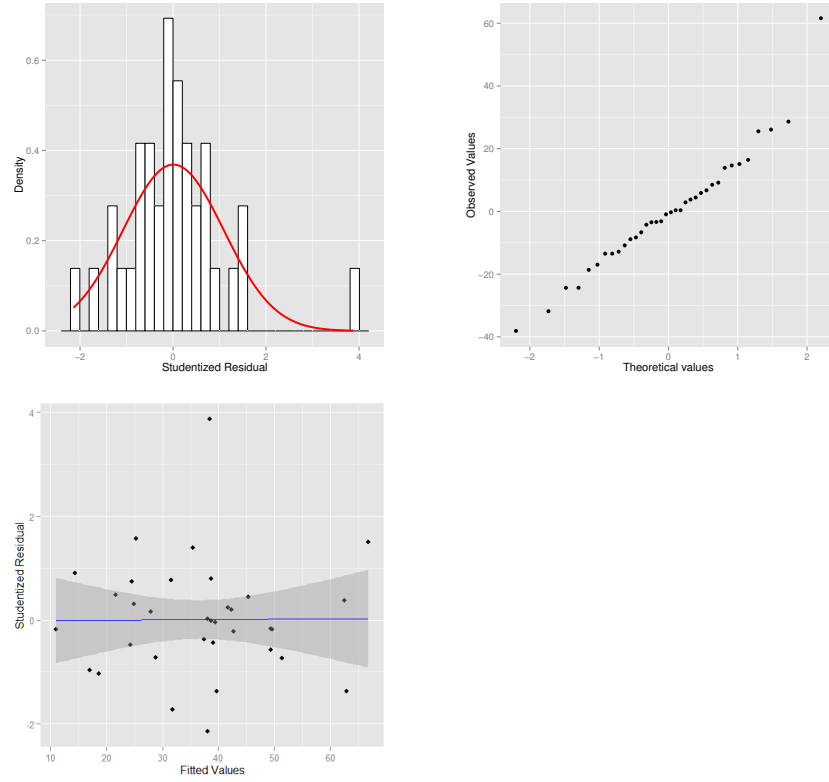 0.6
0.4
0.2
0.0
Density
−2 0 2 4
Studentized Residual
60
40
20
0
−20
−40
Observed Values
−2 −1 0 1 2
Theoretical values
4
2
0
-2
Studentized Residual
10 20 30 40 50 60
Fitted Values